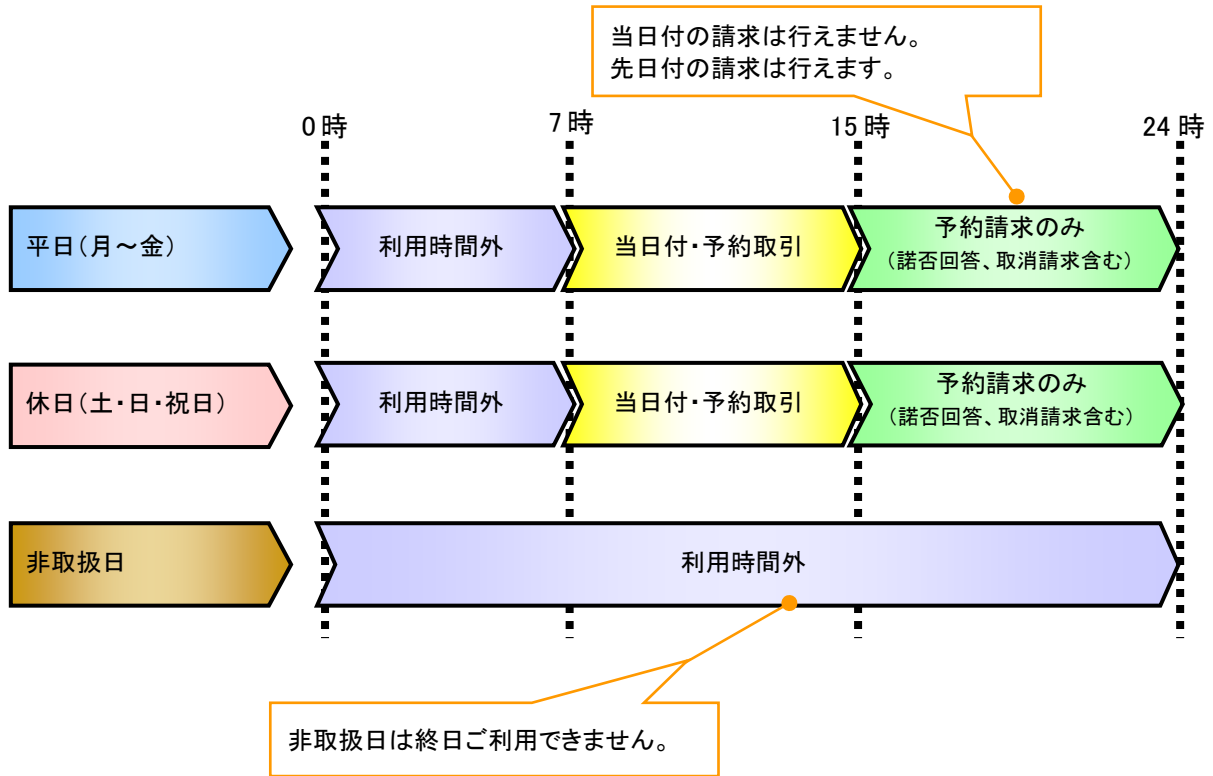 当日付の請求は行えません。
先日付の請求は行えます。
0時
7時
15時
24時
平日(月～金)
利用時間外
当日付・予約取引
予約請求のみ
(諾否回答、取消請求含む)
休日(土・日・祝日)
利用時間外
当日付・予約取引
予約請求のみ
(諾否回答、取消請求含む)
非取扱日
利用時間外
非取扱日は終日ご利用できません。